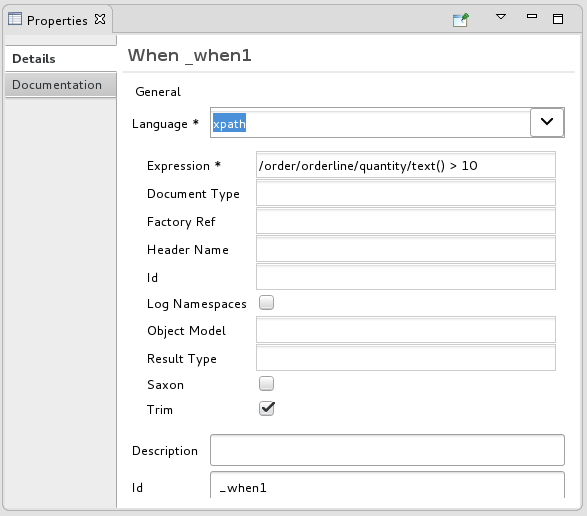 Properties
When _when1
Details
Documentation
General
Language *
xpath
Expression *
/order/orderline/quantity/text() > 10
Document Type
Factory Ref
Header Name
Id
Log Namespaces
Object Model
Result Type
Saxon
Trim
Description
Id
_when1